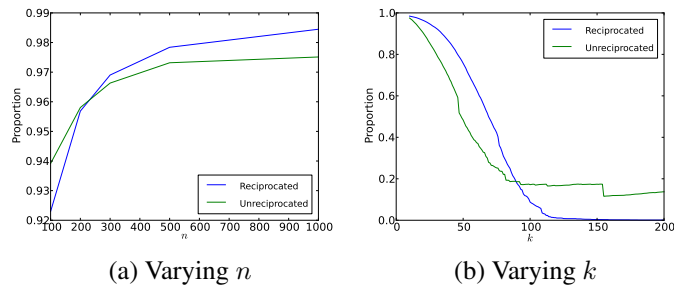 0.99
0.98
0.97
0.96
0.95
0.94
0.93
0.92
Proportion
100 200 300 400 500 600 700 800 900 1000
n
Reciprocated
Unreciprocated
(a) Varying n
1.0
0.8
0.6
0.4
0.2
0.0
Proportion
0 50 100 150 200
k
Reciprocated
Unreciprocated
(b) Varying k